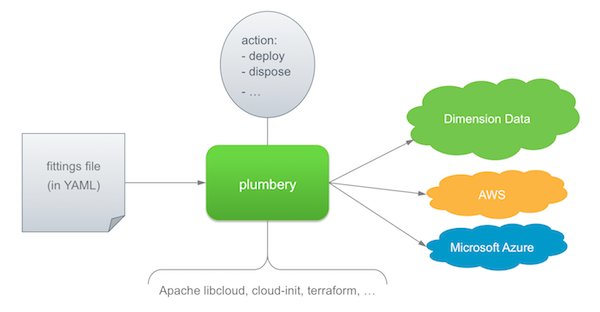 action:
- deploy
- dispose
- …
Dimension Data
fittings file
(in YAML)
plumbery
AWS
Microsoft Azure
Apache libcloud, cloud-init, terraform, …